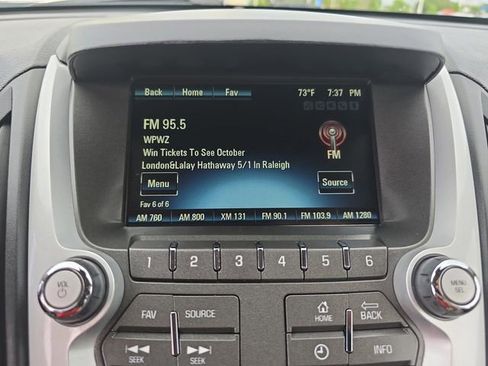 Back Home Fav 73°F 7:37 PM
FM 95.5
WPWZ
Win Tickets To See October
London&Lalay Hathaway 5/1 In Raleigh
FM
Menu Source
Fav 6 of 6
AM 760 AM 800 XM 131 FM 90.1 FM 103.9 AM 1280
1 2 3 4 5 6
VOL
MENU
SEL
FAV SOURCE HOME BACK
SEEK SEEK INFO